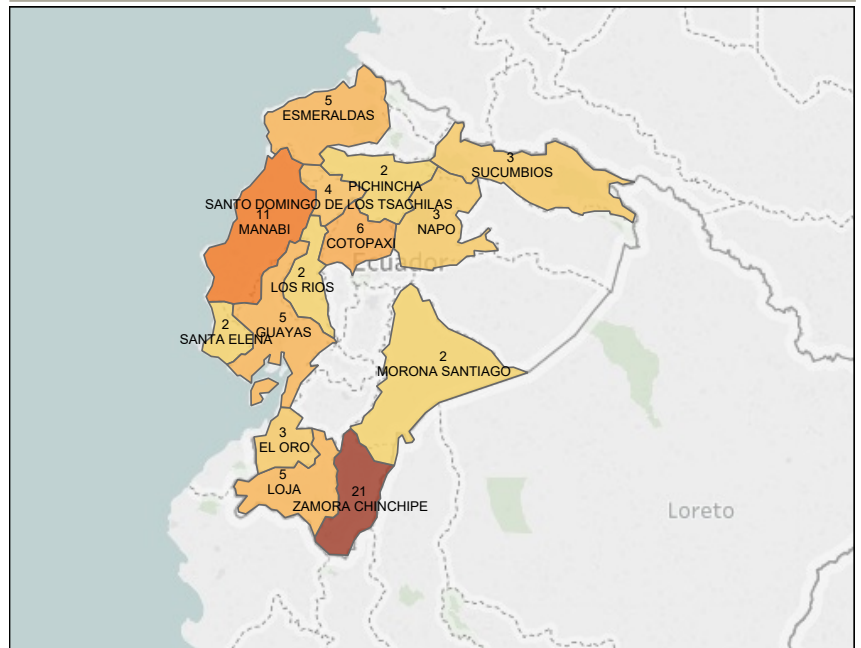 5
ESMERALDAS
3
SUCUMBIOS
2
PICHINCHA
4
SANTO DOMINGO DE LOS TSACHILAS
11
MANABI
3
NAPO
6
COTOPAXI
Ecuador
2
LOS RIOS
5
GUAYAS
2
SANTA ELENA
2
MORONA SANTIAGO
3
EL ORO
5
LOJA
21
ZAMORA CHINCHIPE
Loreto